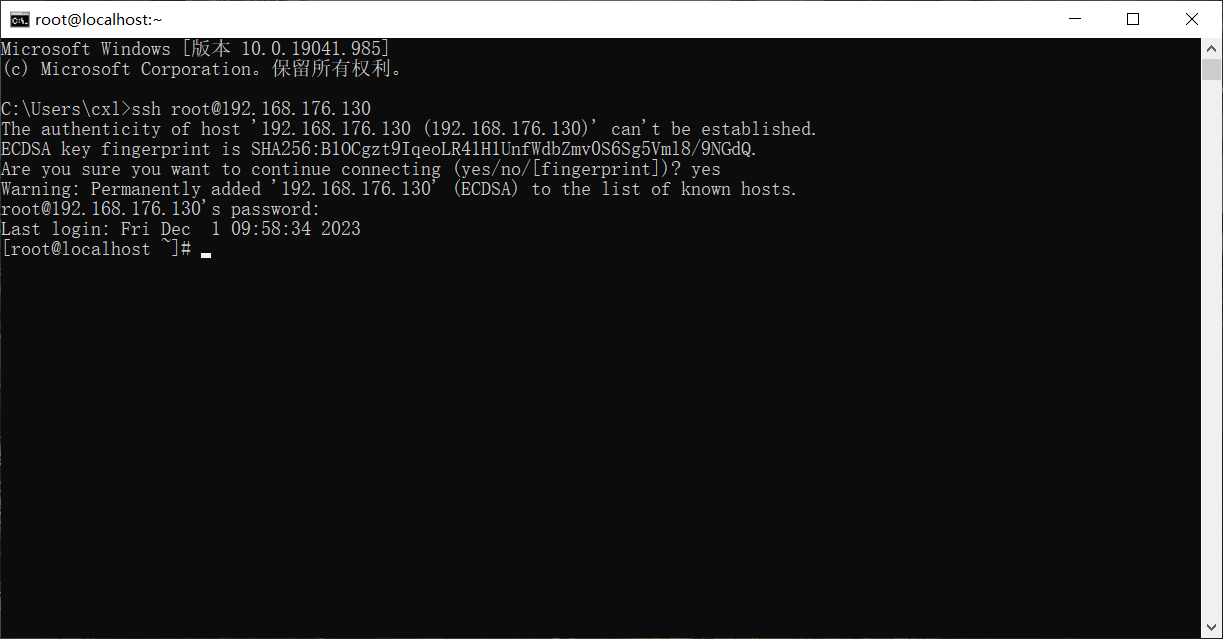 root@localhost:~
Microsoft Windows [版本 10.0.19041.985]
(c) Microsoft Corporation。保留所有权利。
C:\Users\cxl>ssh root@192.168.176.130
The authenticity of host '192.168.176.130 (192.168.176.130)' can't be established.
ECDSA key fingerprint is SHA256:BlOCgzt9IqeoLR41H1UnfWdbZmv0S6Sg5Vml8/9NGdQ.
Are you sure you want to continue connecting (yes/no/[fingerprint])? yes
Warning: Permanently added '192.168.176.130' (ECDSA) to the list of known hosts.
root@192.168.176.130's password:
Last login: Fri Dec  1 09:58:34 2023
[root@localhost ~]#